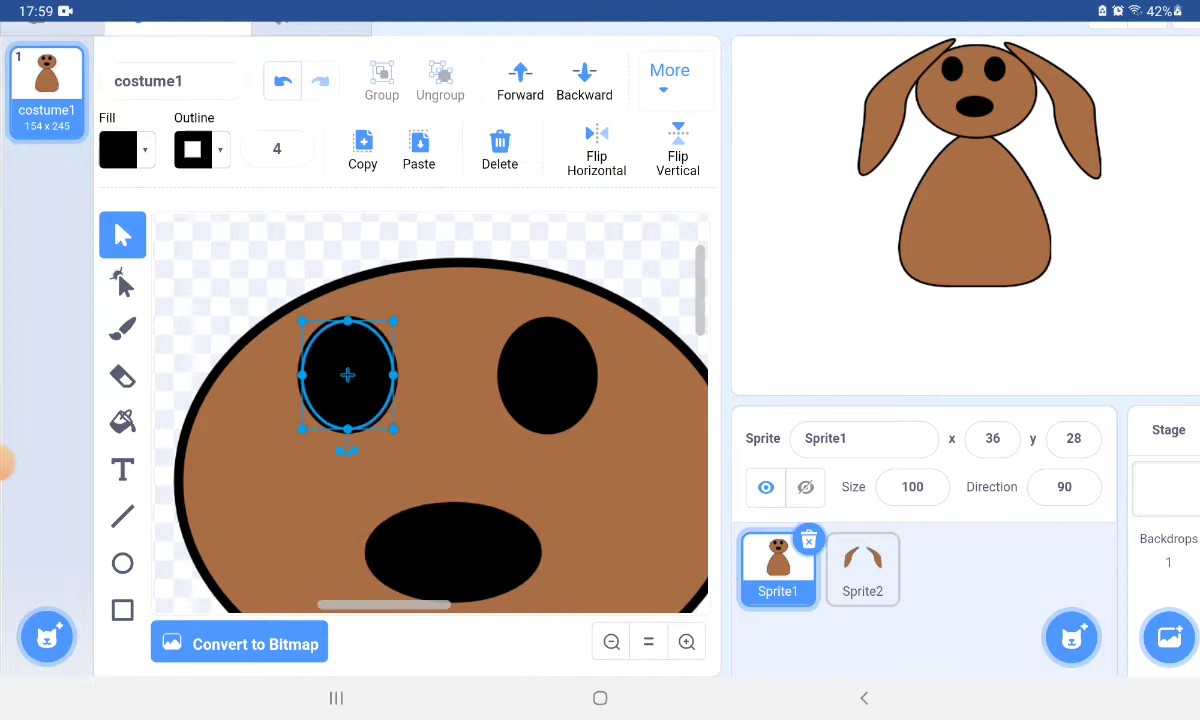 17:59
42%
1
costume1
154 x 245
costume1
Group
Ungroup
Forward
Backward
More
Fill
Outline
4
Copy
Paste
Delete
Flip
Horizontal
Flip
Vertical
T
Convert to Bitmap
Sprite
Sprite1
x
36
y
28
Size
100
Direction
90
Sprite1
Sprite2
Stage
Backdrops
1